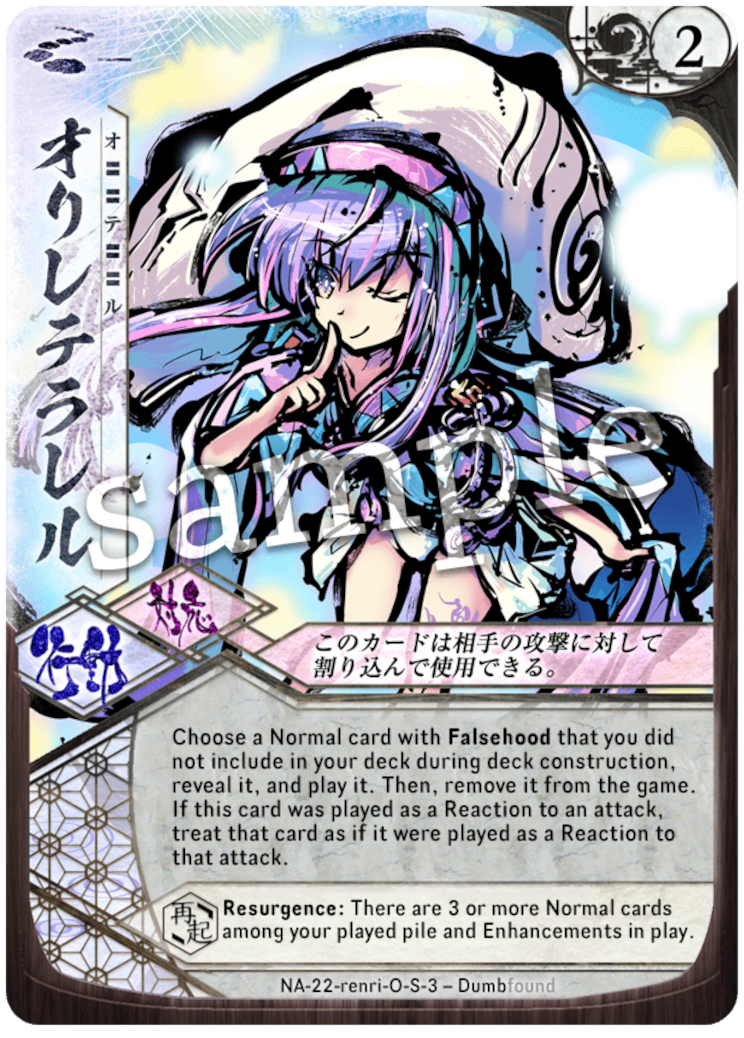 2
オリレテラレル
オ〓〓テ〓〓ル
sample
対応
行動
このカードは相手の攻撃に対して
割り込んで使用できる。
Choose a Normal card with Falsehood that you did
not include in your deck during deck construction,
reveal it, and play it. Then, remove it from the game.
If this card was played as a Reaction to an attack,
treat that card as if it were played as a Reaction to
that attack.
再起
Resurgence: There are 3 or more Normal cards
among your played pile and Enhancements in play.
NA-22-renri-O-S-3 – Dumbfound